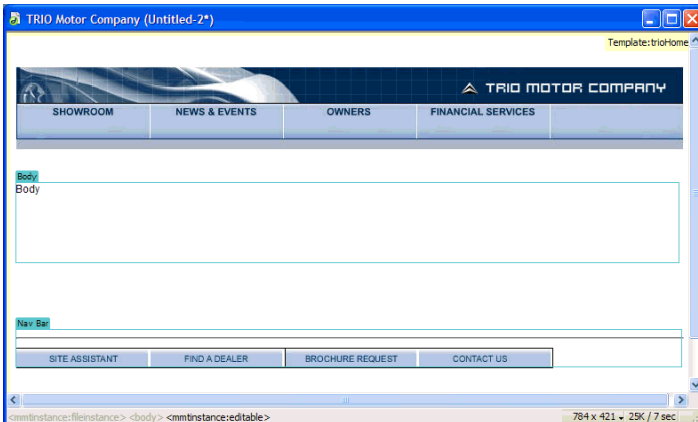 TRIO Motor Company (Untitled-2*)
Template:trioHome
TRIO MOTOR COMPANY
SHOWROOM NEWS & EVENTS OWNERS FINANCIAL SERVICES
Body
Body
Nav Bar
SITE ASSISTANT FIND A DEALER BROCHURE REQUEST CONTACT US
<mmtinstance:fileinstance> <body> <mmtinstance:editable> 784 x 421 25K / 7 sec